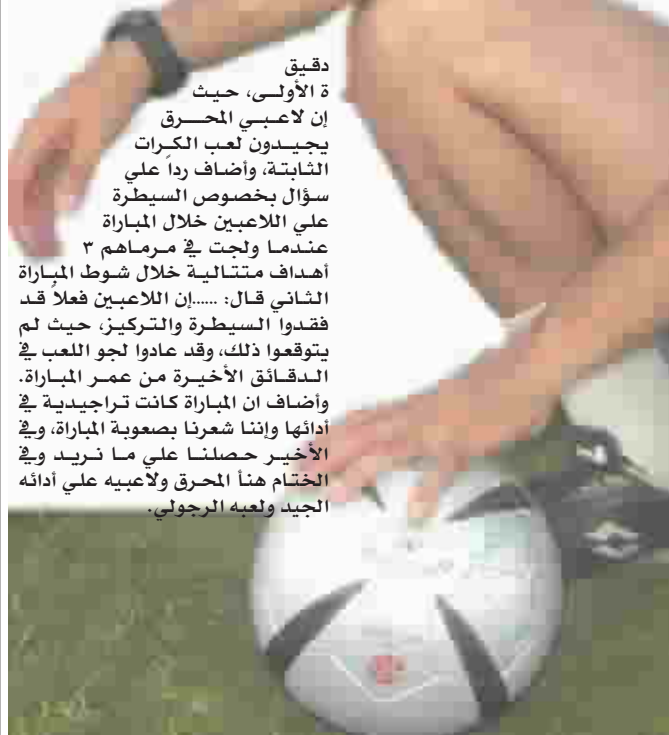 دقيق
ة الأولى، حيث
إن لاعبي المحرق
يجيدون لعب الكرات
الثابتة، وأضاف رداً علي
سؤال بخصوص السيطرة
علي اللاعبين خلال المباراة
عندما ولجت في مرماهم ٣
أهداف متتالية خلال شوط المباراة
الثاني قال: ......إن اللاعبين فعلاً قد
فقدوا السيطرة والتركيز، حيث لم
يتوقعوا ذلك، وقد عادوا لجو اللعب في
الدقائق الأخيرة من عمر المباراة.
وأضاف ان المباراة كانت تراجيدية في
أدائها وإننا شعرنا بصعوبة المباراة، وفي
الأخير حصلنا علي ما نريد وفي
الختام هنأ المحرق ولاعبيه علي أدائه
الجيد ولعبه الرجولي.